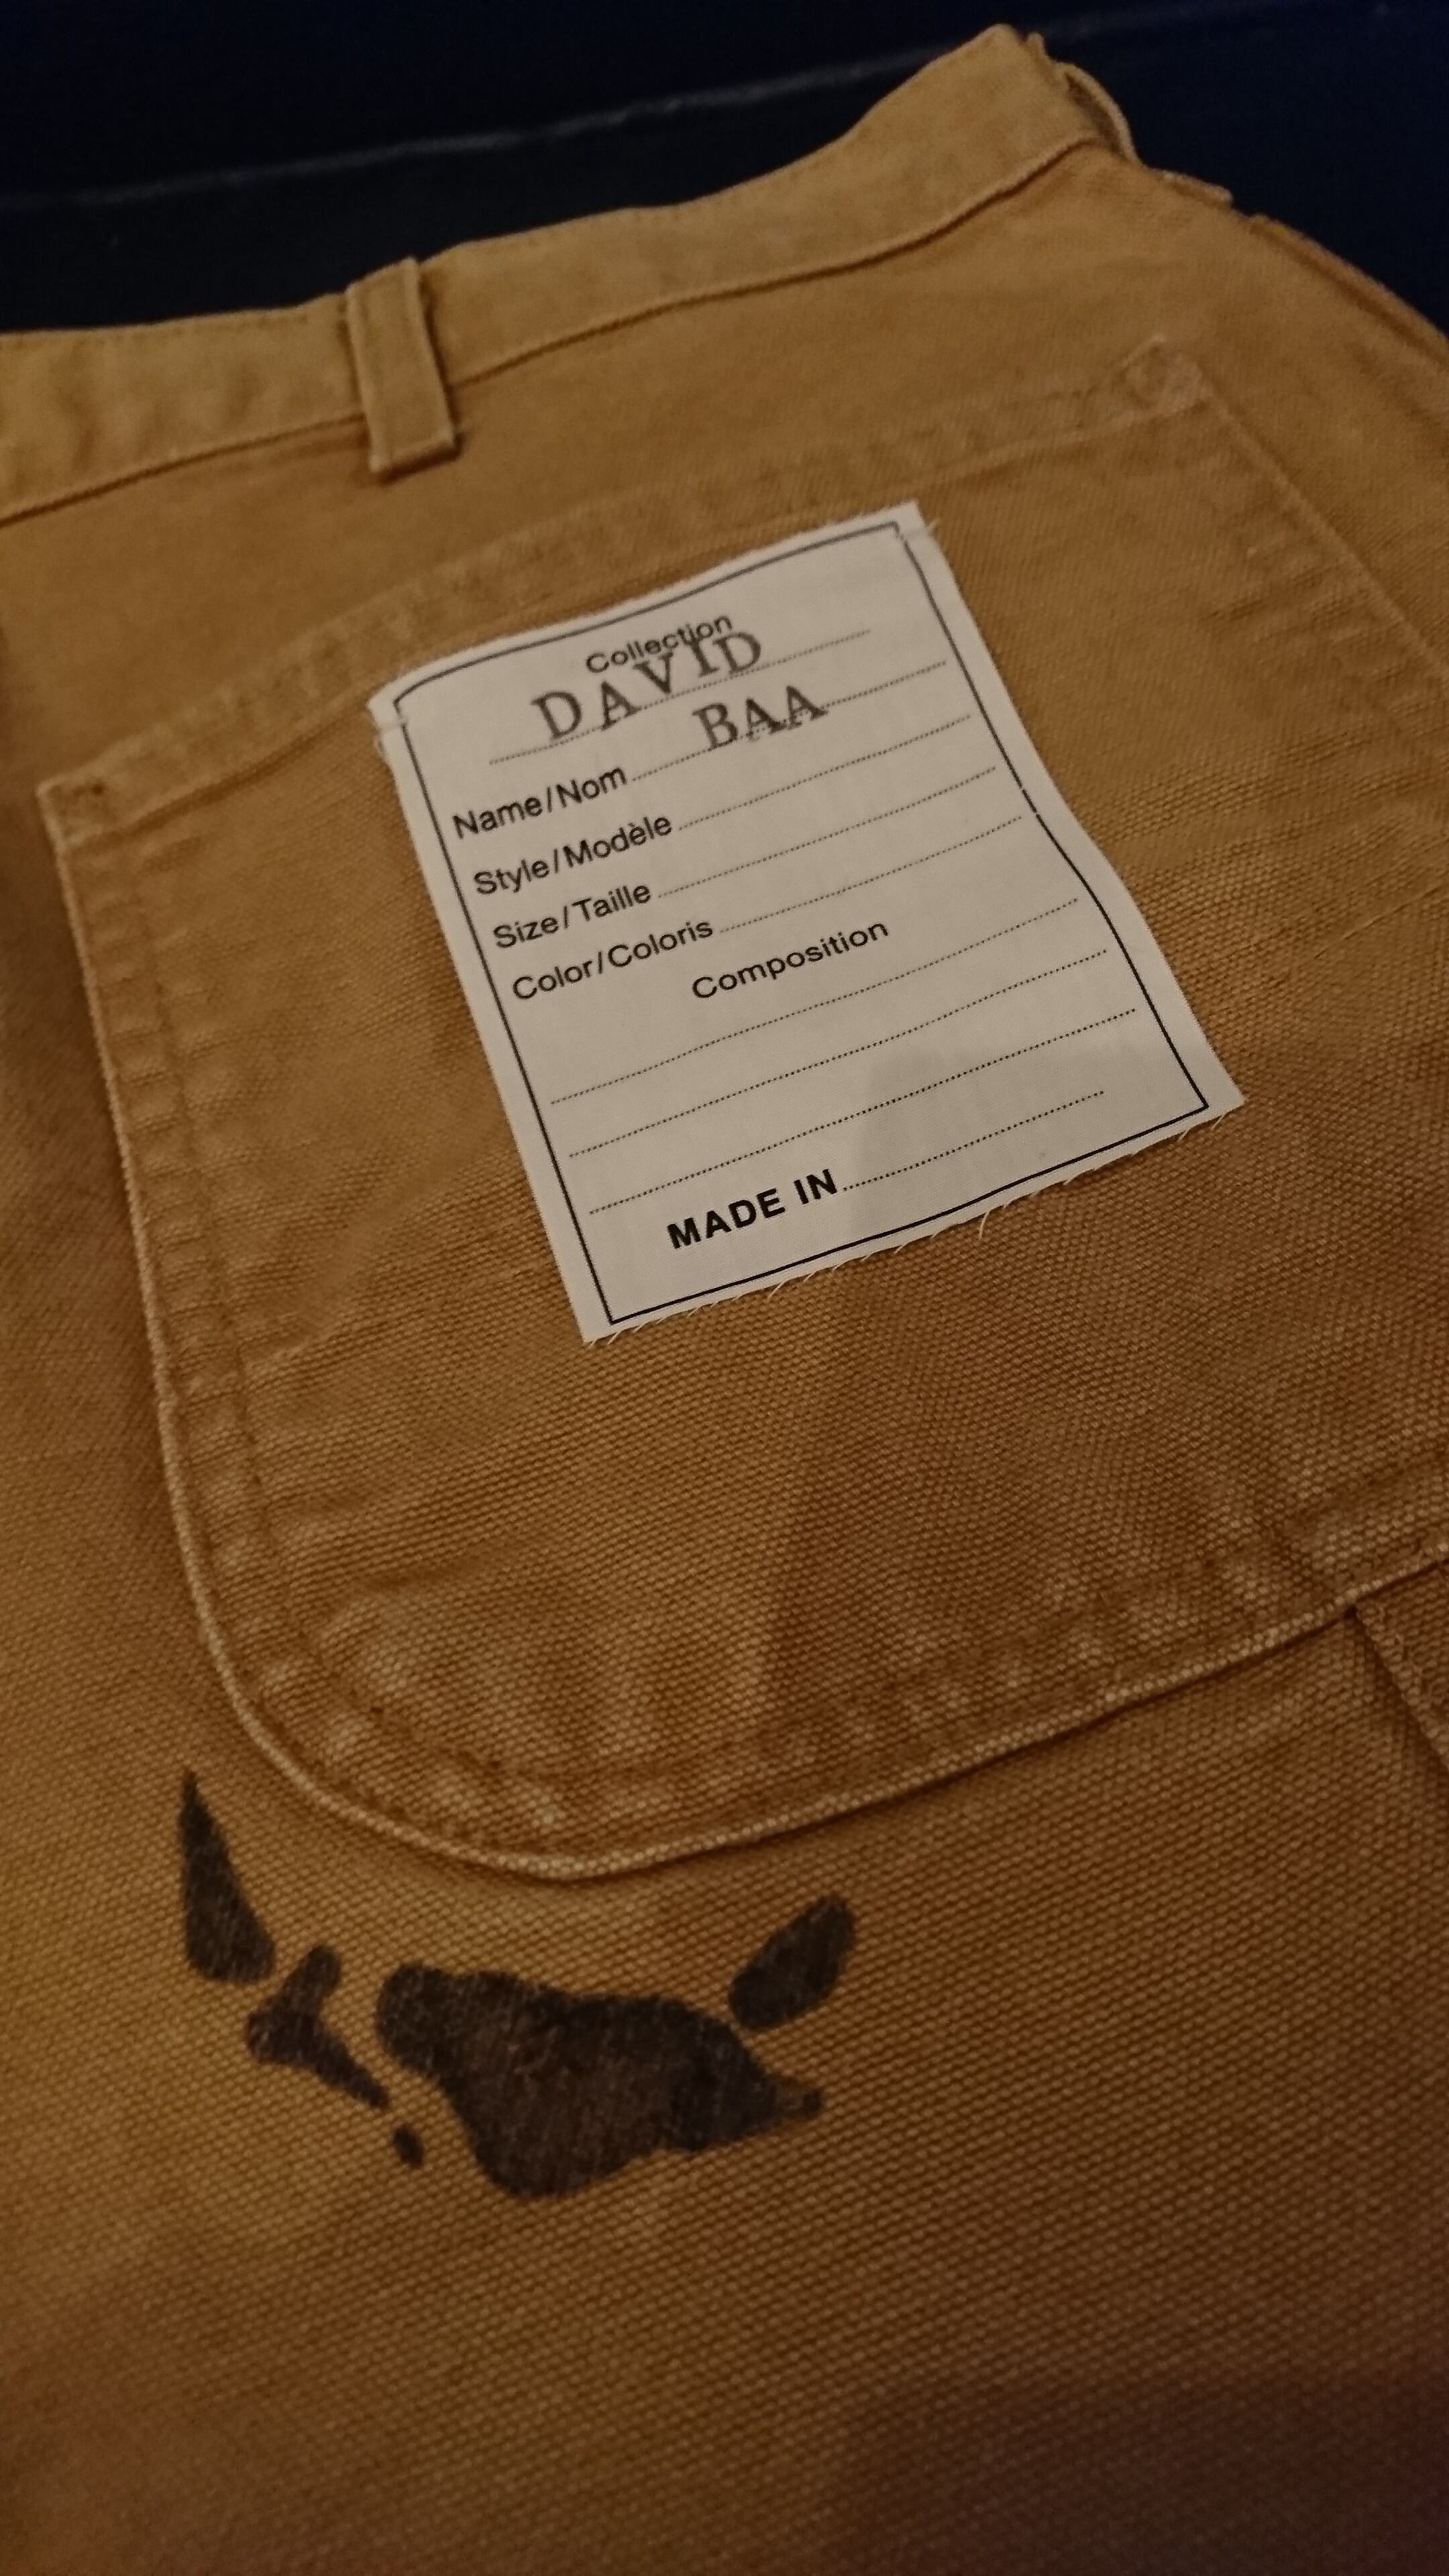 Collection
DAVID
BAA
Name/Nom
Style/Modèle
Size/Taille
Color/Coloris
Composition
MADE IN